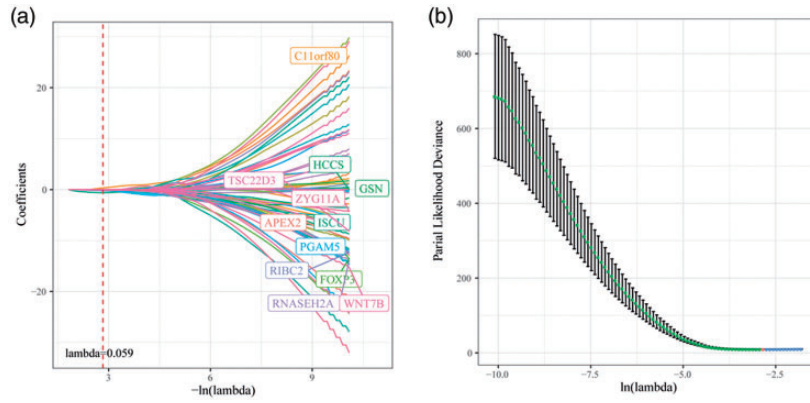 (a)
Coefficients
20
0
−20
C11orf80
HCCS
TSC22D3
GSN
ZYG11A
APEX2
ISCU
PGAM5
RIBC2
FOXP3
RNASEH2A
WNT7B
lambda=0.059
3
6
9
−ln(lambda)
(b)
Parial Likelihood Deviance
800
600
400
200
0
−10.0
−7.5
−5.0
−2.5
ln(lambda)